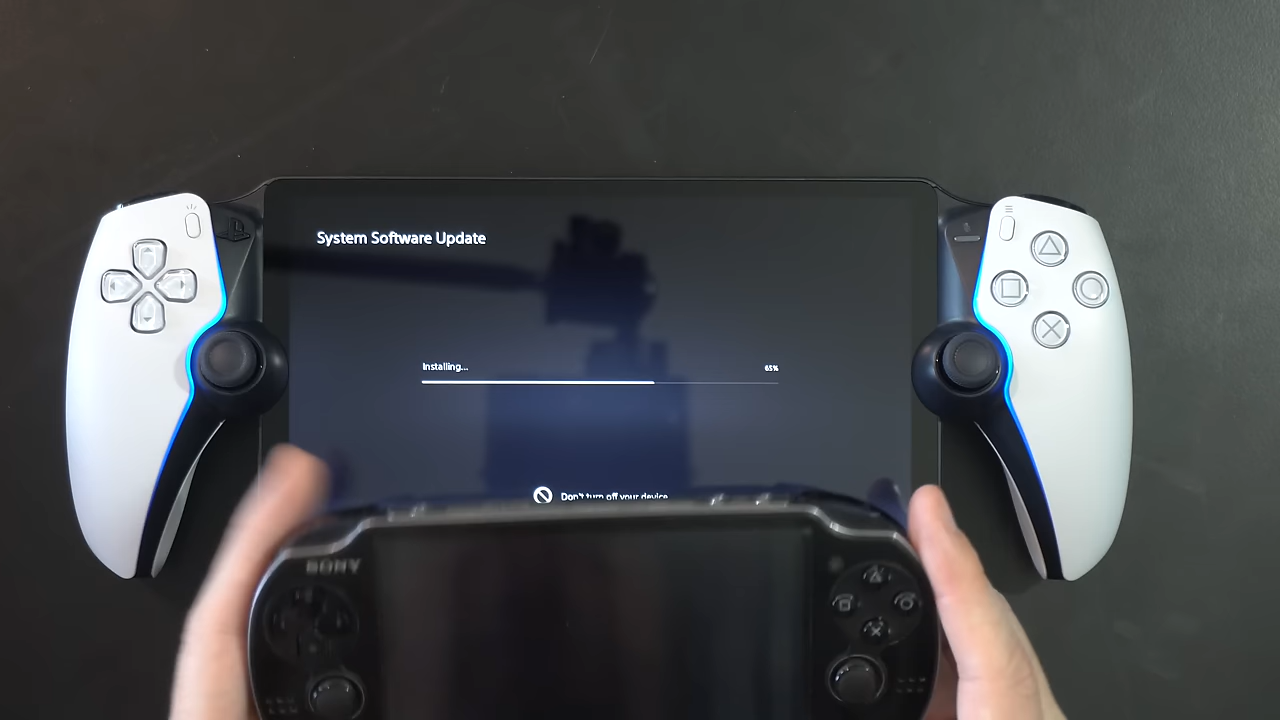 System Software Update
Installing...
65%
Don't turn off your device.
SONY